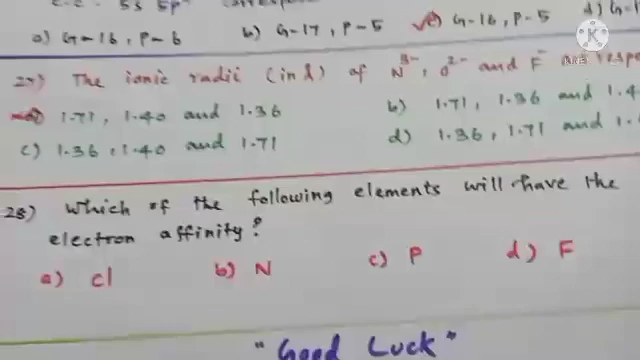 5s 5p
a) G-16, P-6 b) G-17, P-5 c) G-16, P-5 d) G-1
27) The ionic radii (in Å) of N³⁻, O²⁻ and F⁻ a respe
a) 1.71, 1.40 and 1.36 b) 1.71, 1.36 and 1.4
c) 1.36, 1.40 and 1.71 d) 1.36, 1.71 and 1.
28) Which of the following elements will have the
electron affinity?
a) Cl b) N c) P d) F
"Good Luck"